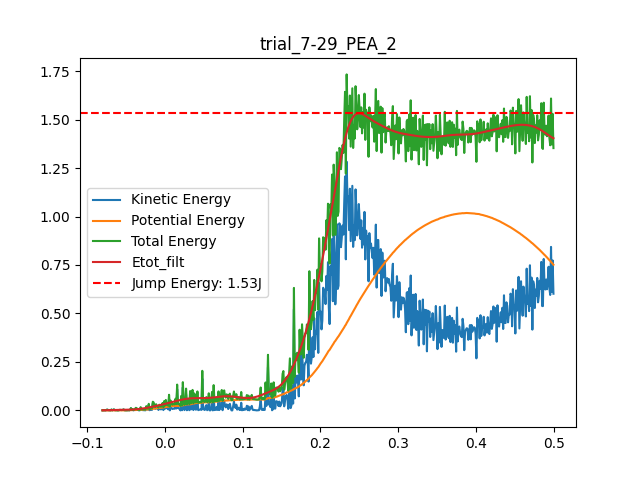 trial_7-29_PEA_2
1.75
1.50
1.25
1.00
0.75
0.50
0.25
0.00
Kinetic Energy
Potential Energy
Total Energy
Etot_filt
Jump Energy: 1.53J
−0.1 0.0 0.1 0.2 0.3 0.4 0.5